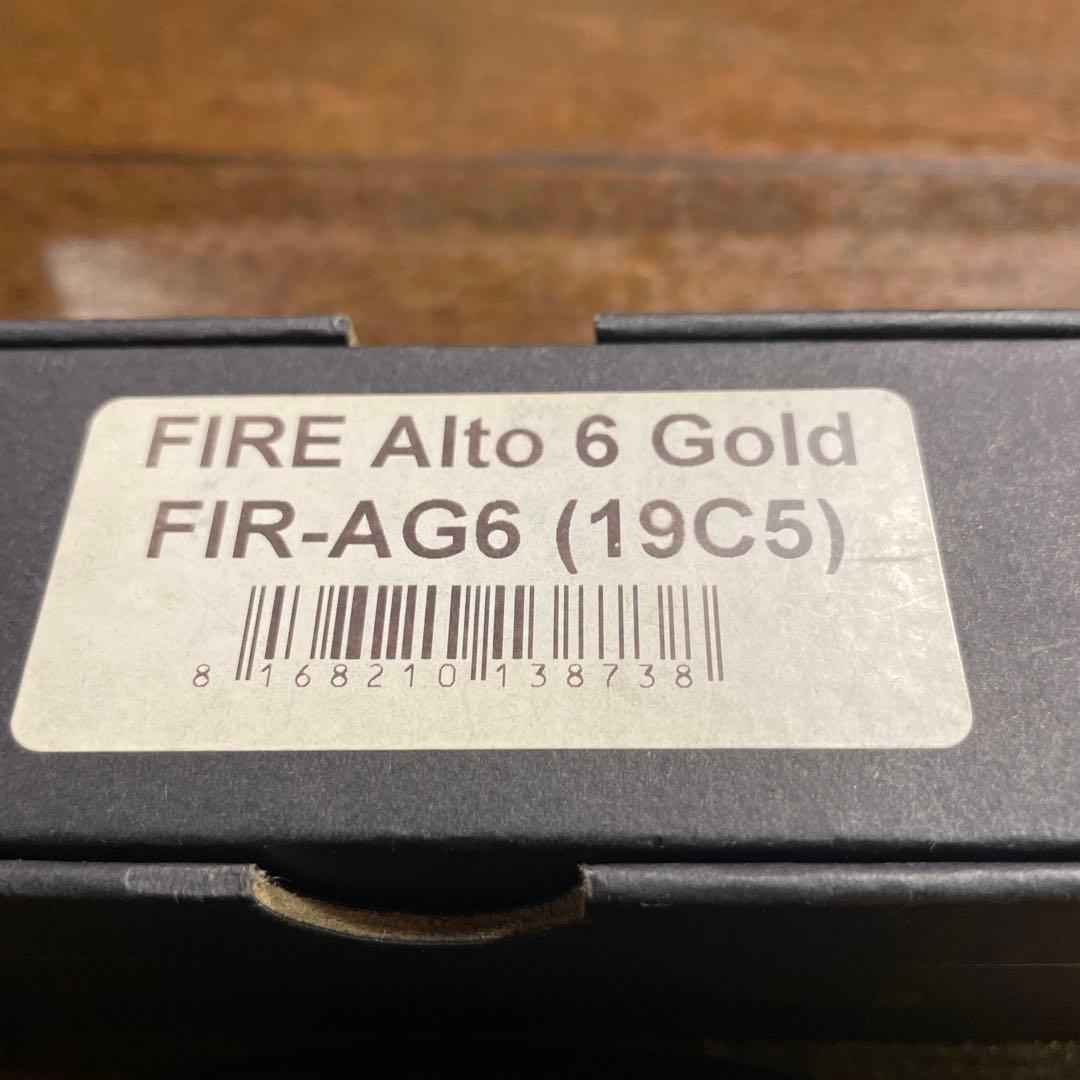 FIRE Alto 6 Gold
FIR-AG6 (19C5)
8 168210 138738